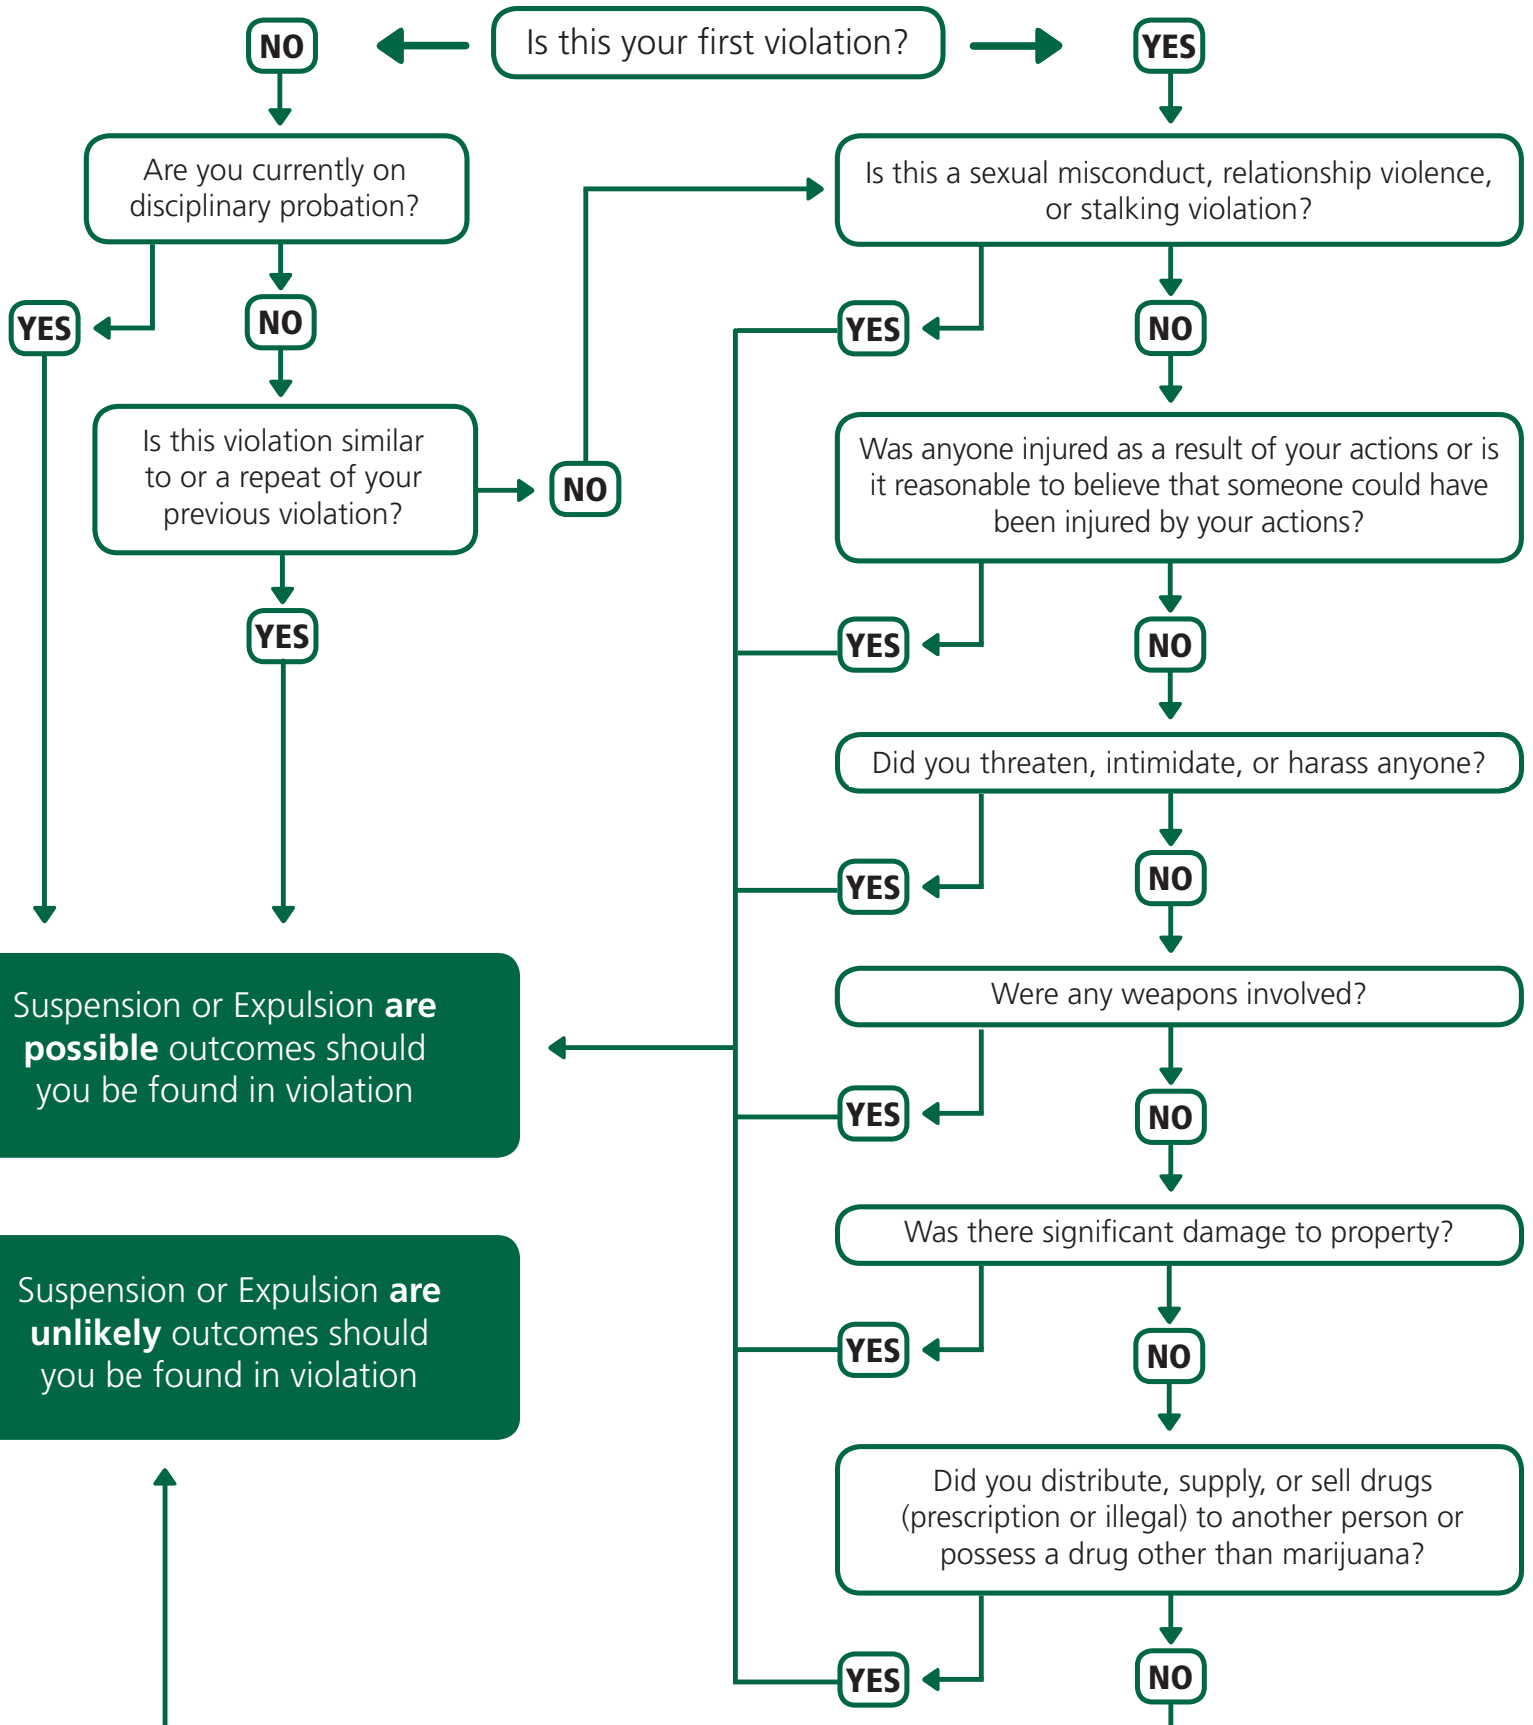 Is this your first violation?
NO
YES
Are you currently on
disciplinary probation?
YES
NO
Is this violation similar
to or a repeat of your
previous violation?
NO
YES
Is this a sexual misconduct, relationship violence,
or stalking violation?
YES
NO
Was anyone injured as a result of your actions or is
it reasonable to believe that someone could have
been injured by your actions?
YES
NO
Did you threaten, intimidate, or harass anyone?
YES
NO
Were any weapons involved?
YES
NO
Was there significant damage to property?
YES
NO
Did you distribute, supply, or sell drugs
(prescription or illegal) to another person or
possess a drug other than marijuana?
YES
NO
Suspension or Expulsion are
possible outcomes should
you be found in violation
Suspension or Expulsion are
unlikely outcomes should
you be found in violation